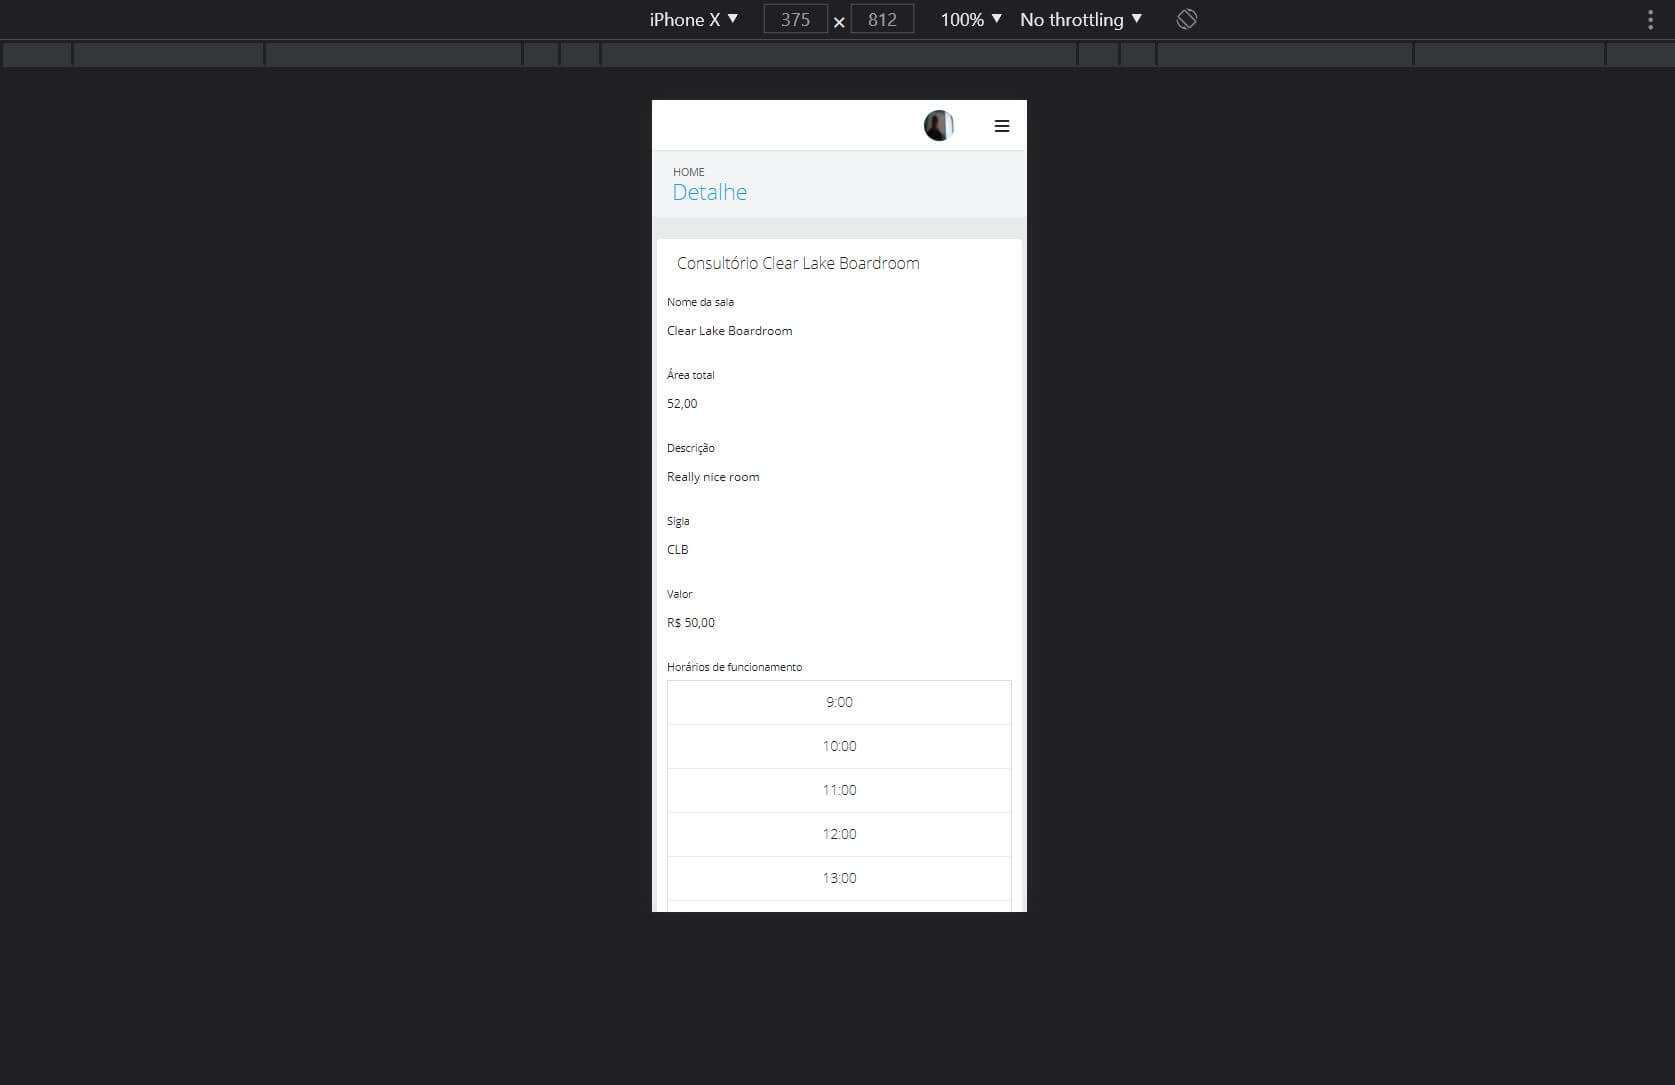 iPhone X ▼ 375 × 812 100% ▼ No throttling ▼
HOME
Detalhe
Consultório Clear Lake Boardroom
Nome da sala
Clear Lake Boardroom
Área total
52,00
Descrição
Really nice room
Sigla
CLB
Valor
R$ 50,00
Horários de funcionamento
9:00
10:00
11:00
12:00
13:00